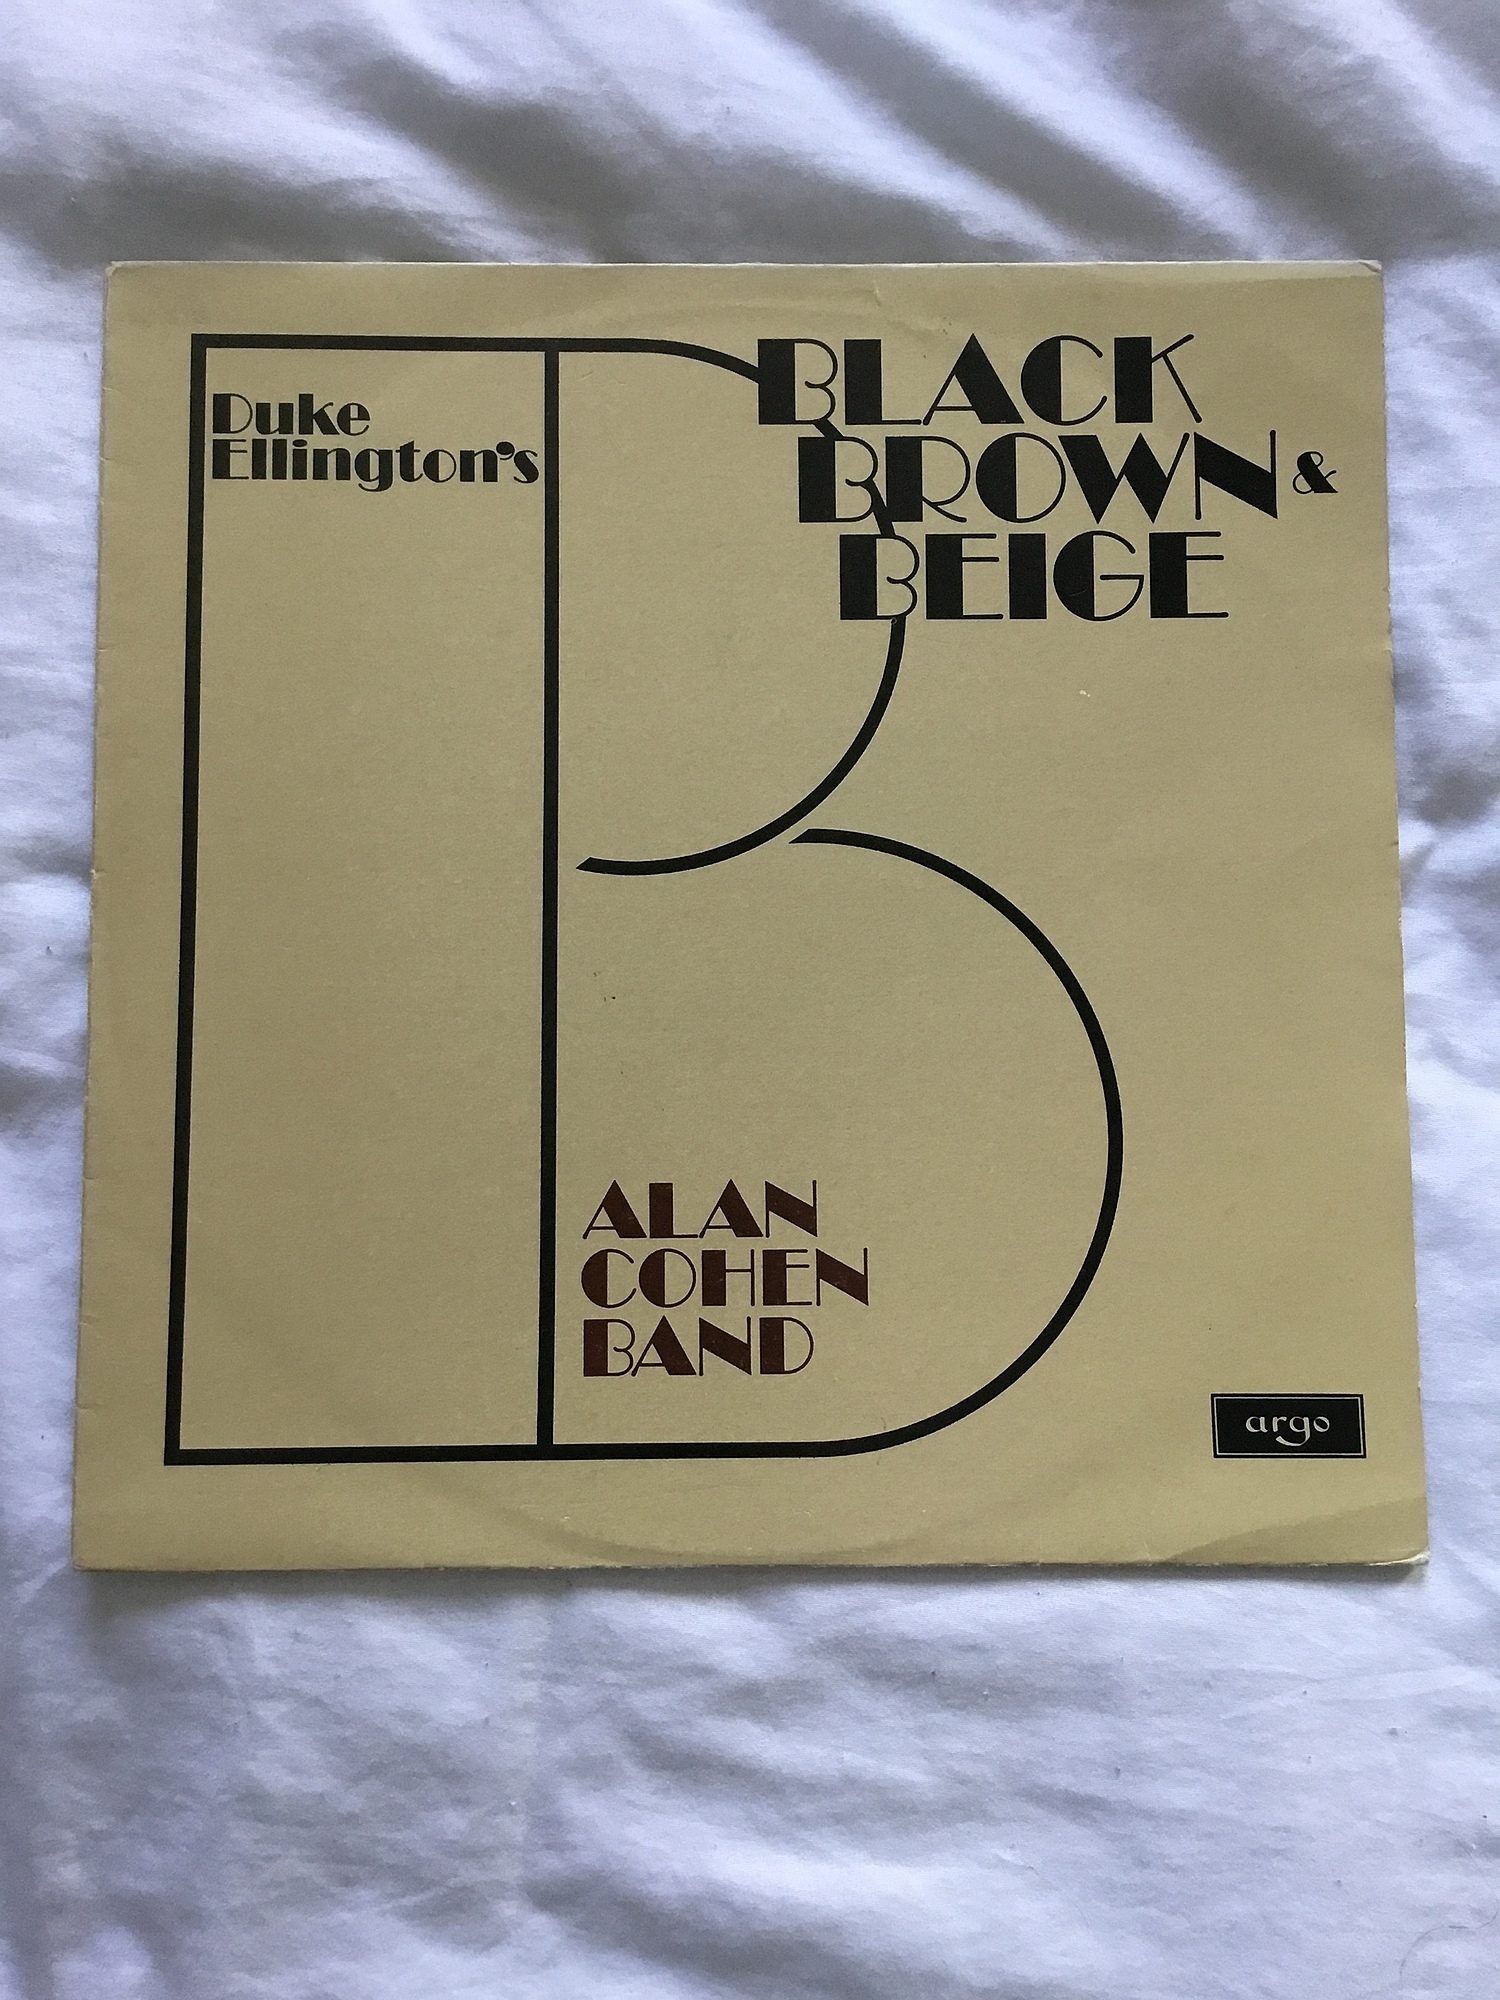 Duke
Ellington's
BLACK
BROWN &
BEIGE
ALAN
COHEN
BAND
argo